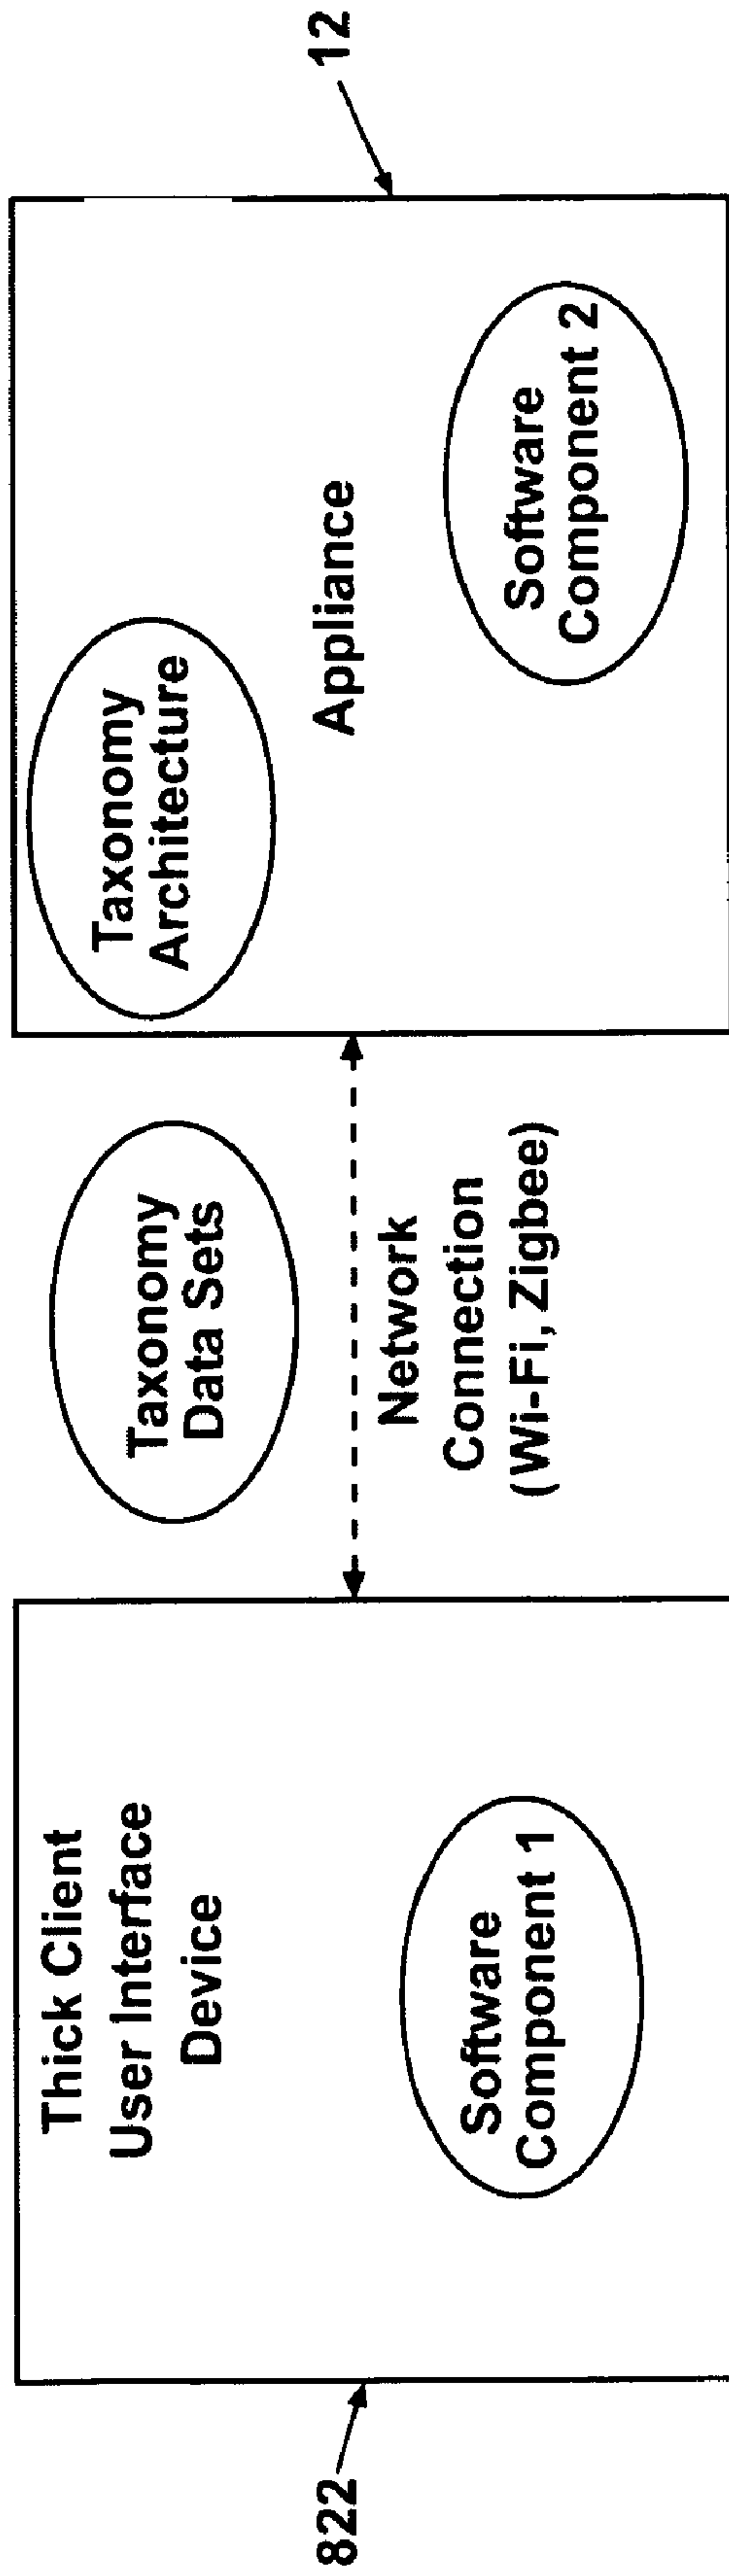 822
Thick Client
User Interface
Device
Software
Component 1
Taxonomy
Data Sets
Network
Connection
(Wi-Fi, Zigbee)
Taxonomy
Architecture
Appliance
Software
Component 2
12